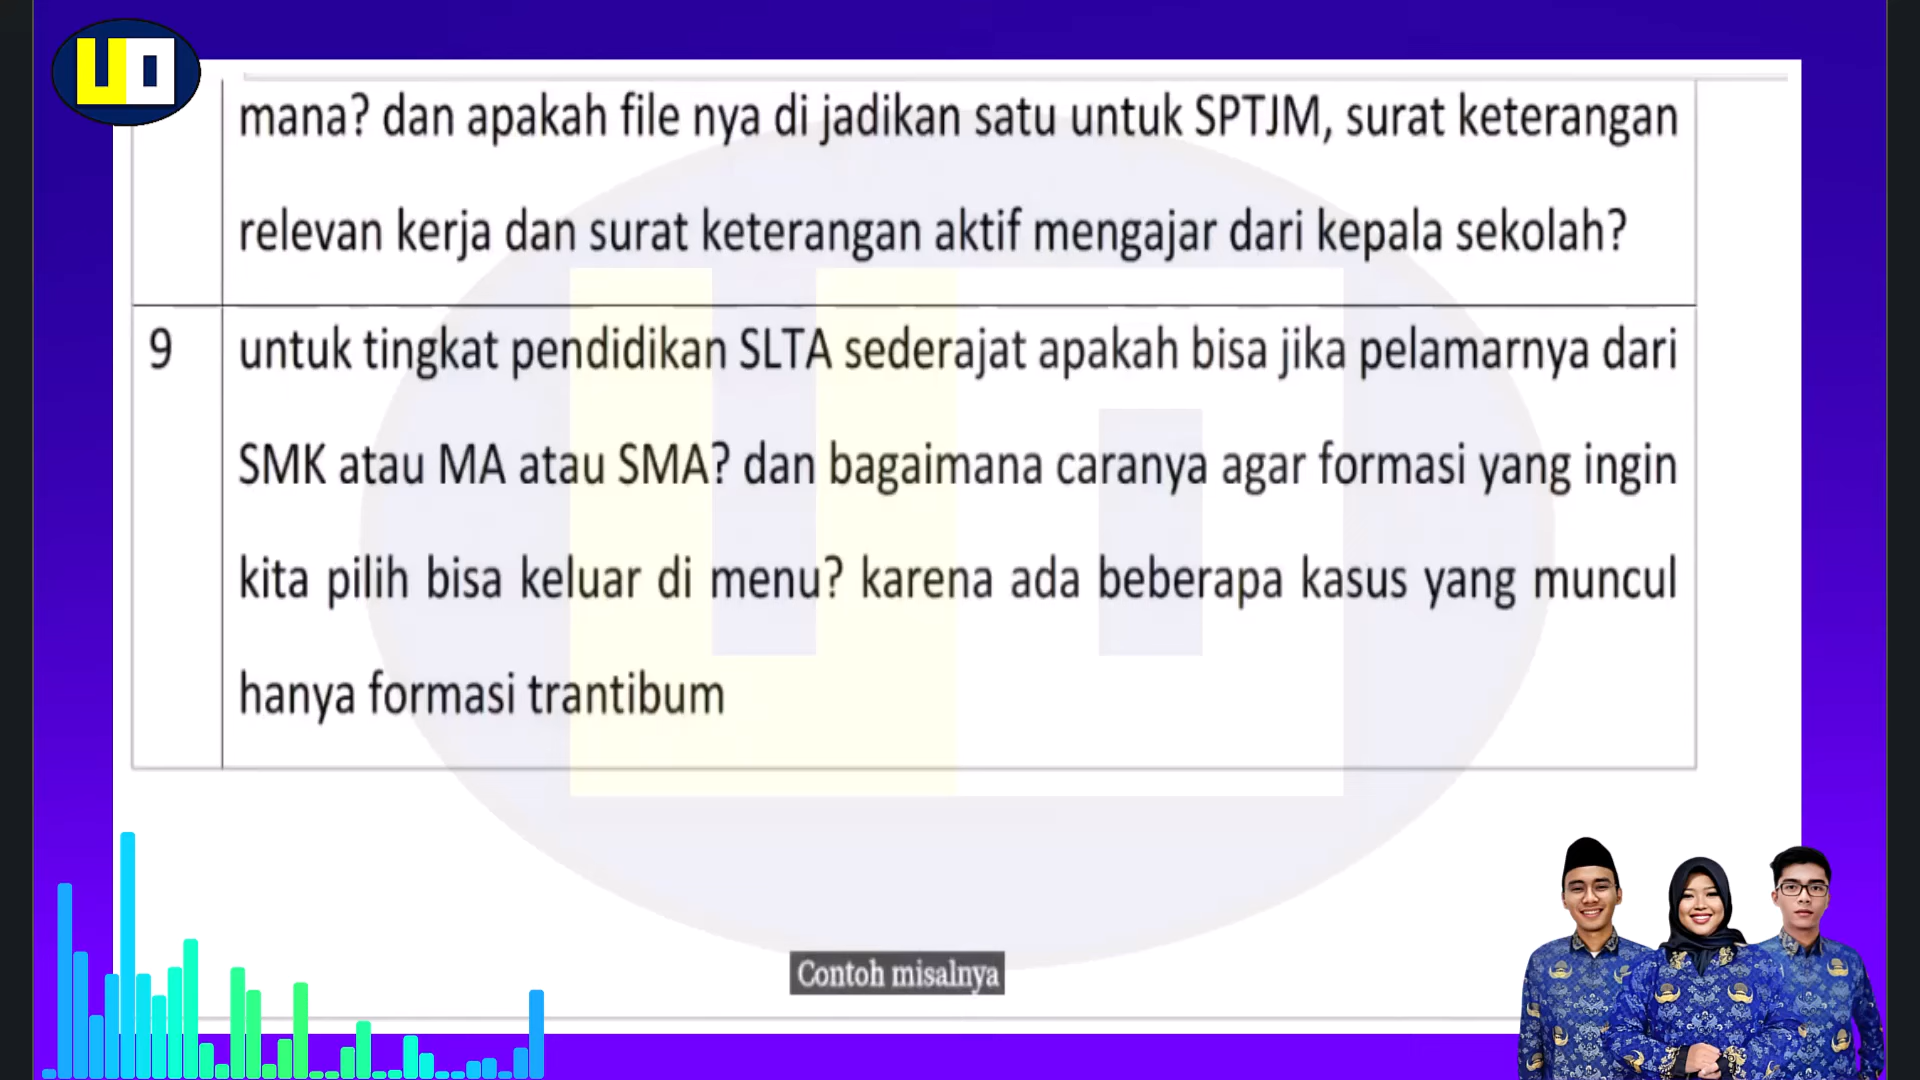 UO
mana? dan apakah file nya di jadikan satu untuk SPTJM, surat keterangan
relevan kerja dan surat keterangan aktif mengajar dari kepala sekolah?
9 untuk tingkat pendidikan SLTA sederajat apakah bisa jika pelamarnya dari
SMK atau MA atau SMA? dan bagaimana caranya agar formasi yang ingin
kita pilih bisa keluar di menu? karena ada beberapa kasus yang muncul
hanya formasi trantibum
Contoh misalnya